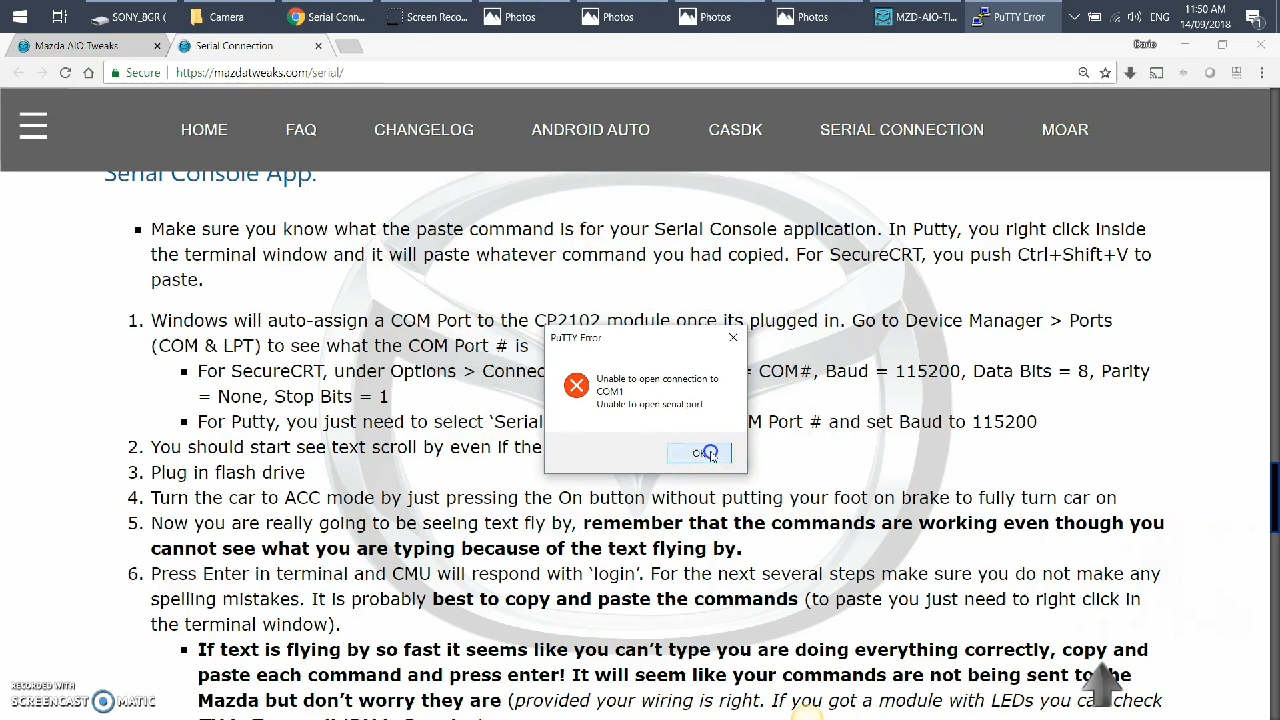 SONY_BGR (
Camera
Serial Conn...
Screen Reco...
Photos
Photos
Photos
Photos
MZD-AIO-TI...
PuTTY Error
ENG
11:50 AM
14/09/2018
Mazda AIO Tweaks
Serial Connection
Dario
Secure
https://mazdatweaks.com/serial/
HOME
FAQ
CHANGELOG
ANDROID AUTO
CASDK
SERIAL CONNECTION
MOAR
Serial Console App:
Make sure you know what the paste command is for your Serial Console application. In Putty, you right click inside
the terminal window and it will paste whatever command you had copied. For SecureCRT, you push Ctrl+Shift+V to
paste.
1. Windows will auto-assign a COM Port to the CP2102 module once its plugged in. Go to Device Manager > Ports
(COM & LPT) to see what the COM Port # is
For SecureCRT, under Options > Connec = COM#, Baud = 115200, Data Bits = 8, Parity
= None, Stop Bits = 1
For Putty, you just need to select ‘Serial M Port # and set Baud to 115200
2. You should start see text scroll by even if the
3. Plug in flash drive
4. Turn the car to ACC mode by just pressing the On button without putting your foot on brake to fully turn car on
5. Now you are really going to be seeing text fly by, remember that the commands are working even though you
cannot see what you are typing because of the text flying by.
6. Press Enter in terminal and CMU will respond with ‘login’. For the next several steps make sure you do not make any
spelling mistakes. It is probably best to copy and paste the commands (to paste you just need to right click in
the terminal window).
If text is flying by so fast it seems like you can’t type you are doing everything correctly, copy and
paste each command and press enter! It will seem like your commands are not being sent to the
Mazda but don’t worry they are (provided your wiring is right. If you got a module with LEDs you can check
PuTTY Error
Unable to open connection to
COM1
Unable to open serial port
OK
RECORDED WITH
SCREENCAST MATIC